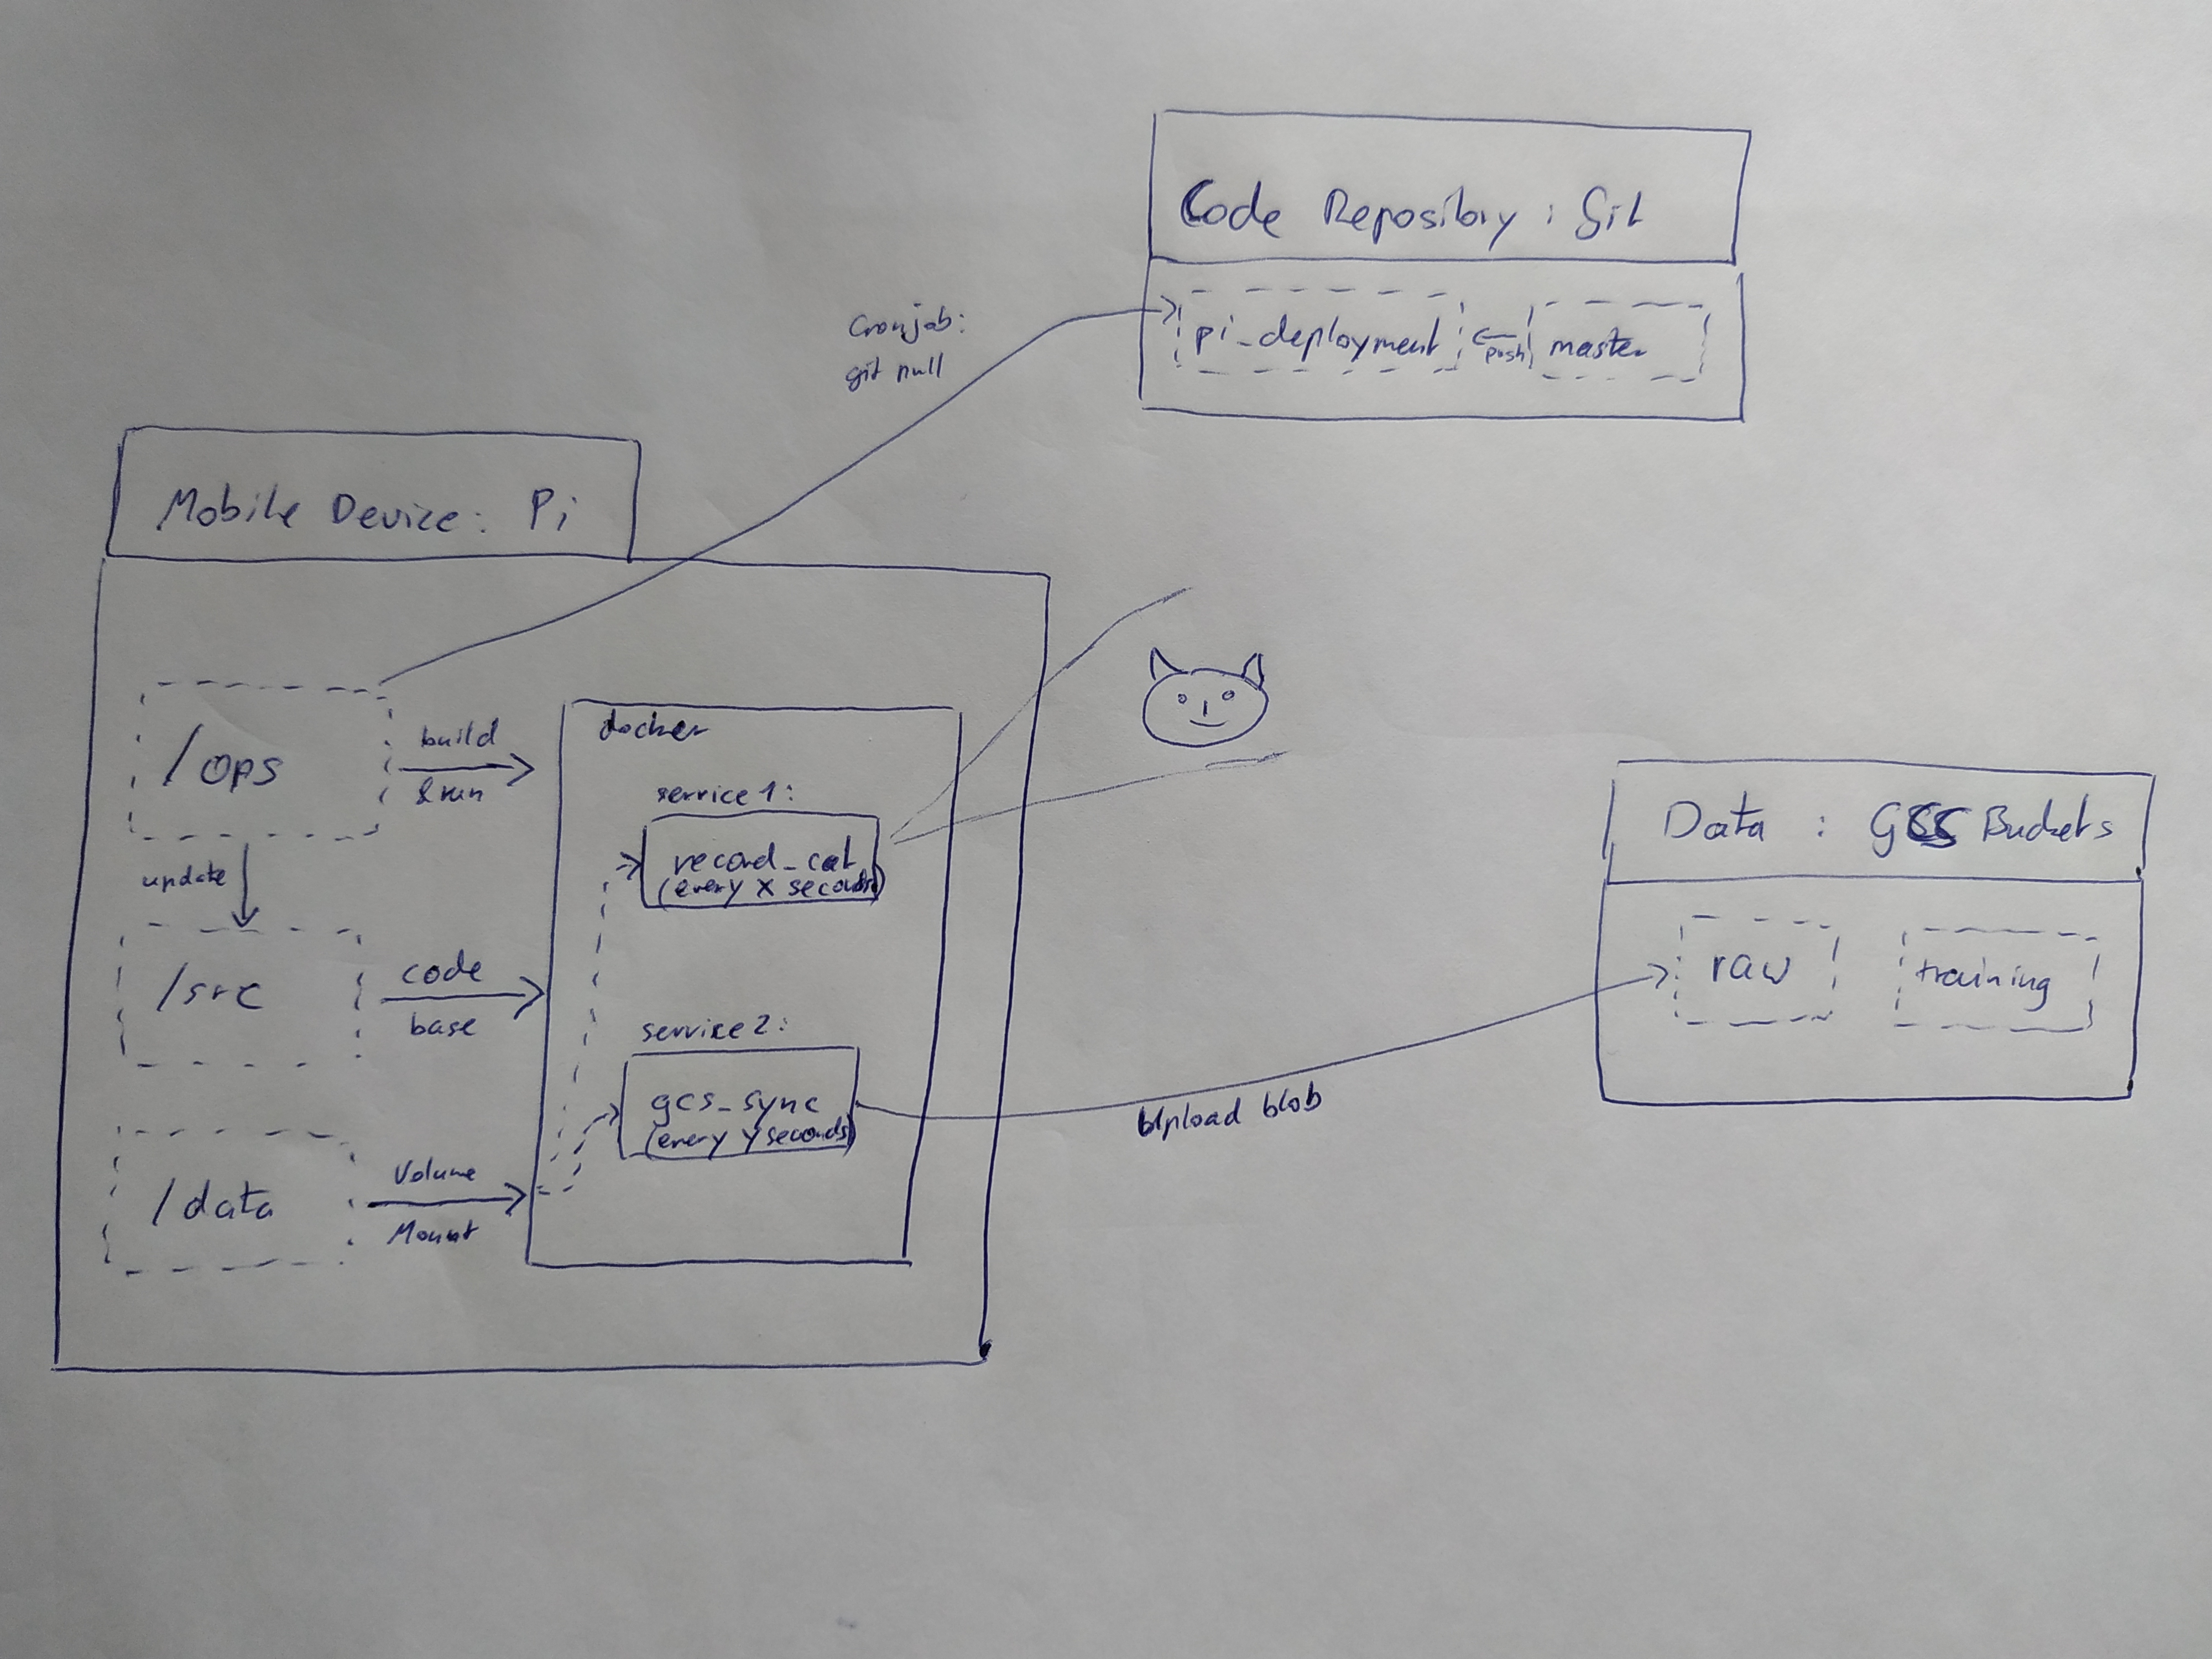 Code Repository : Git
pi_deployment
push
master
Cronjob:
git pull
Mobile Device: Pi
/ops
build
& run
update
/src
code
base
/data
Volume
Mount
docker
service 1:
record_cat
(every x seconds)
service 2:
gcs_sync
(every y seconds)
Upload blob
Data : GCS Buckets
raw
training